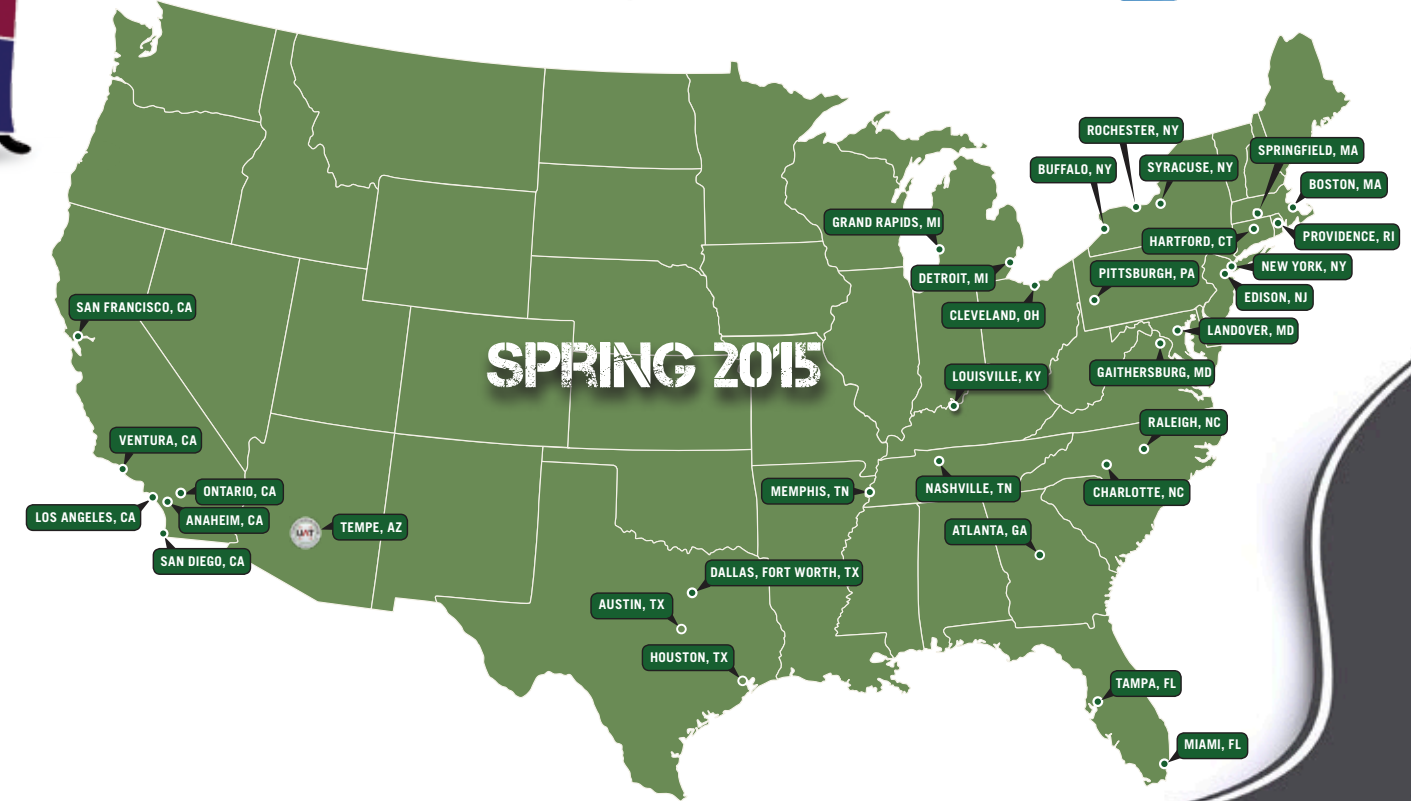 ROCHESTER, NY
SPRINGFIELD, MA
BUFFALO, NY
SYRACUSE, NY
BOSTON, MA
GRAND RAPIDS, MI
HARTFORD, CT
PROVIDENCE, RI
DETROIT, MI
PITTSBURGH, PA
NEW YORK, NY
EDISON, NJ
SAN FRANCISCO, CA
CLEVELAND, OH
LANDOVER, MD
SPRING 2015
LOUISVILLE, KY
GAITHERSBURG, MD
RALEIGH, NC
VENTURA, CA
ONTARIO, CA
MEMPHIS, TN
NASHVILLE, TN
CHARLOTTE, NC
LOS ANGELES, CA
ANAHEIM, CA
UAT
TEMPE, AZ
ATLANTA, GA
SAN DIEGO, CA
DALLAS, FORT WORTH, TX
AUSTIN, TX
HOUSTON, TX
TAMPA, FL
MIAMI, FL